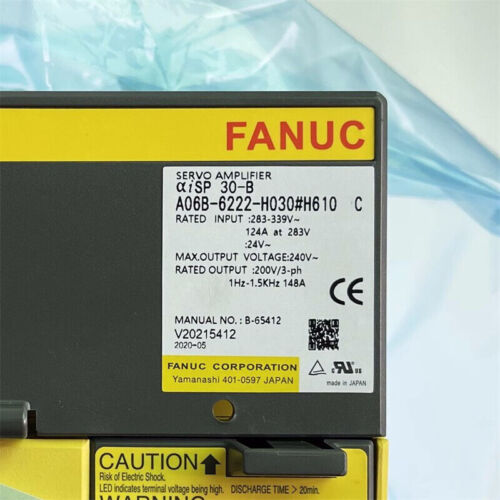 FANUC
SERVO AMPLIFIER
αiSP 30-B
A06B-6222-H030#H610 C
RATED INPUT :283-339V~
124A at 283V
:24V~
MAX.OUTPUT VOLTAGE:240V~
RATED OUTPUT :200V/3-ph
1Hz-1.5KHz 148A
CE
MANUAL NO.: B-65412
V20215412
2020-05
FANUC CORPORATION
Yamanashi 401-0597 JAPAN
c UL US
made in JAPAN
CAUTION
Risk of Electric Shock.
LED indicates terminal voltage being charged. DISCHARGE TIME > 20min.
WARNING